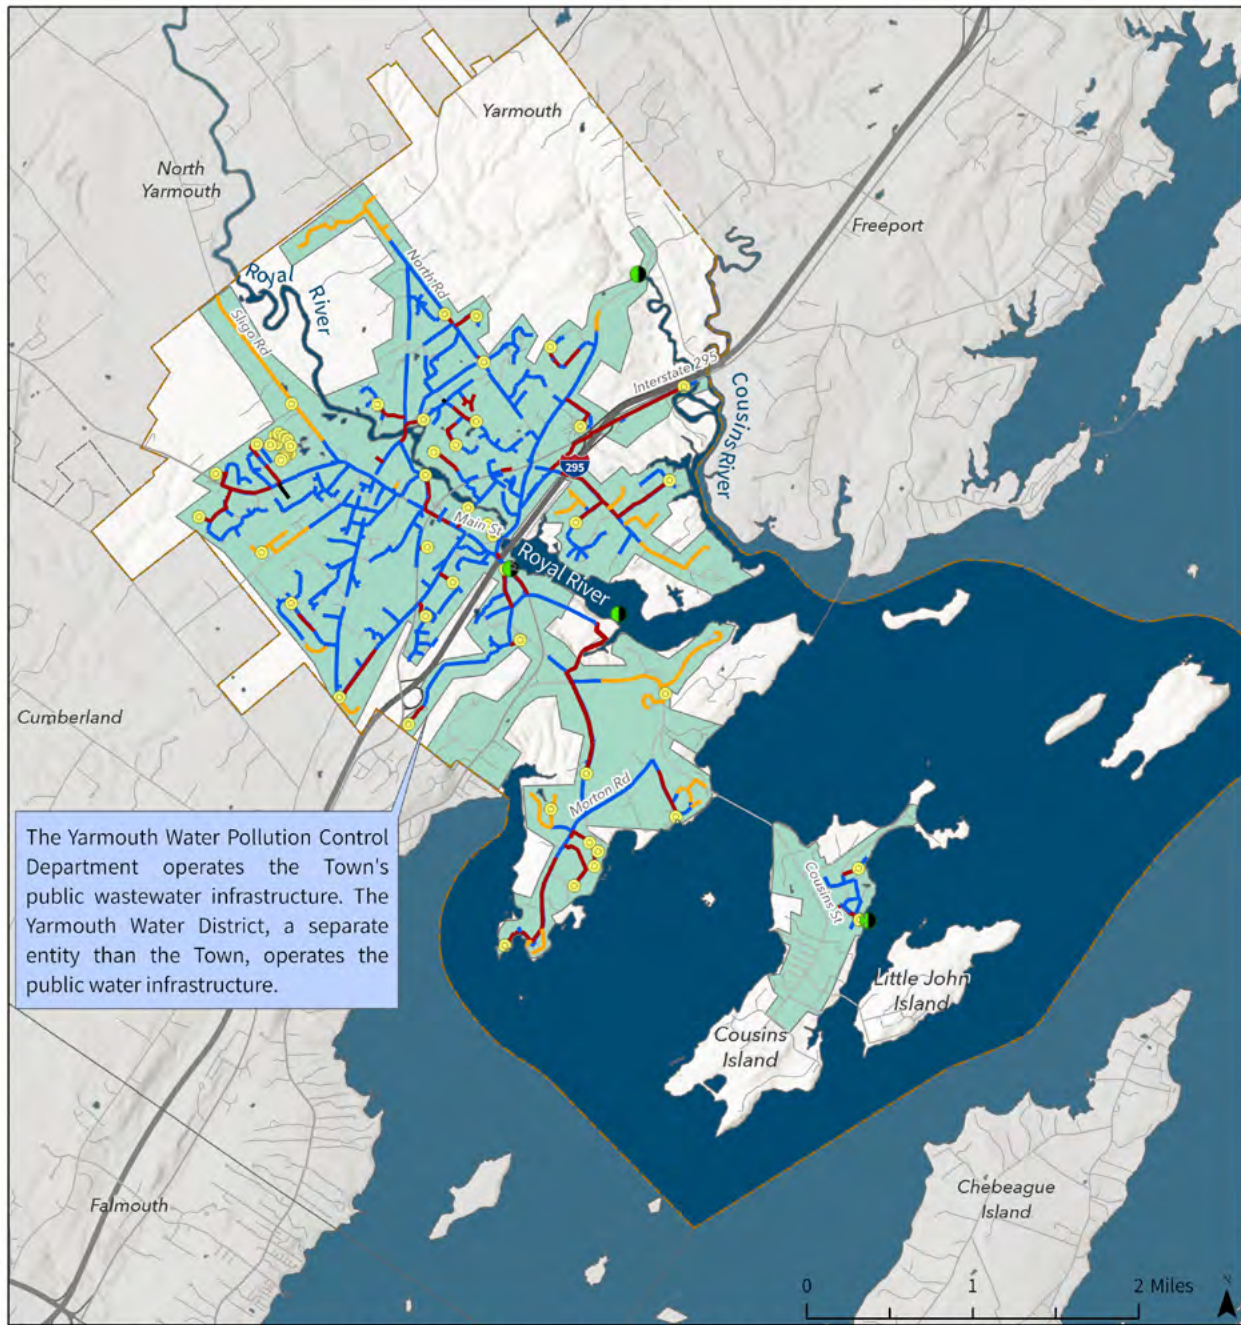 Yarmouth
North
Yarmouth
Freeport
North Rd
Royal
River
Sligo Rd
Interstate 295
Cousins River
295
Main St
Royal River
Cumberland
Morton Rd
The Yarmouth Water Pollution Control
Department operates the Town's
public wastewater infrastructure. The
Yarmouth Water District, a separate
entity than the Town, operates the
public water infrastructure.
Cousins St
Little John
Island
Cousins
Island
Chebeague
Island
Falmouth
0 1 2 Miles
N